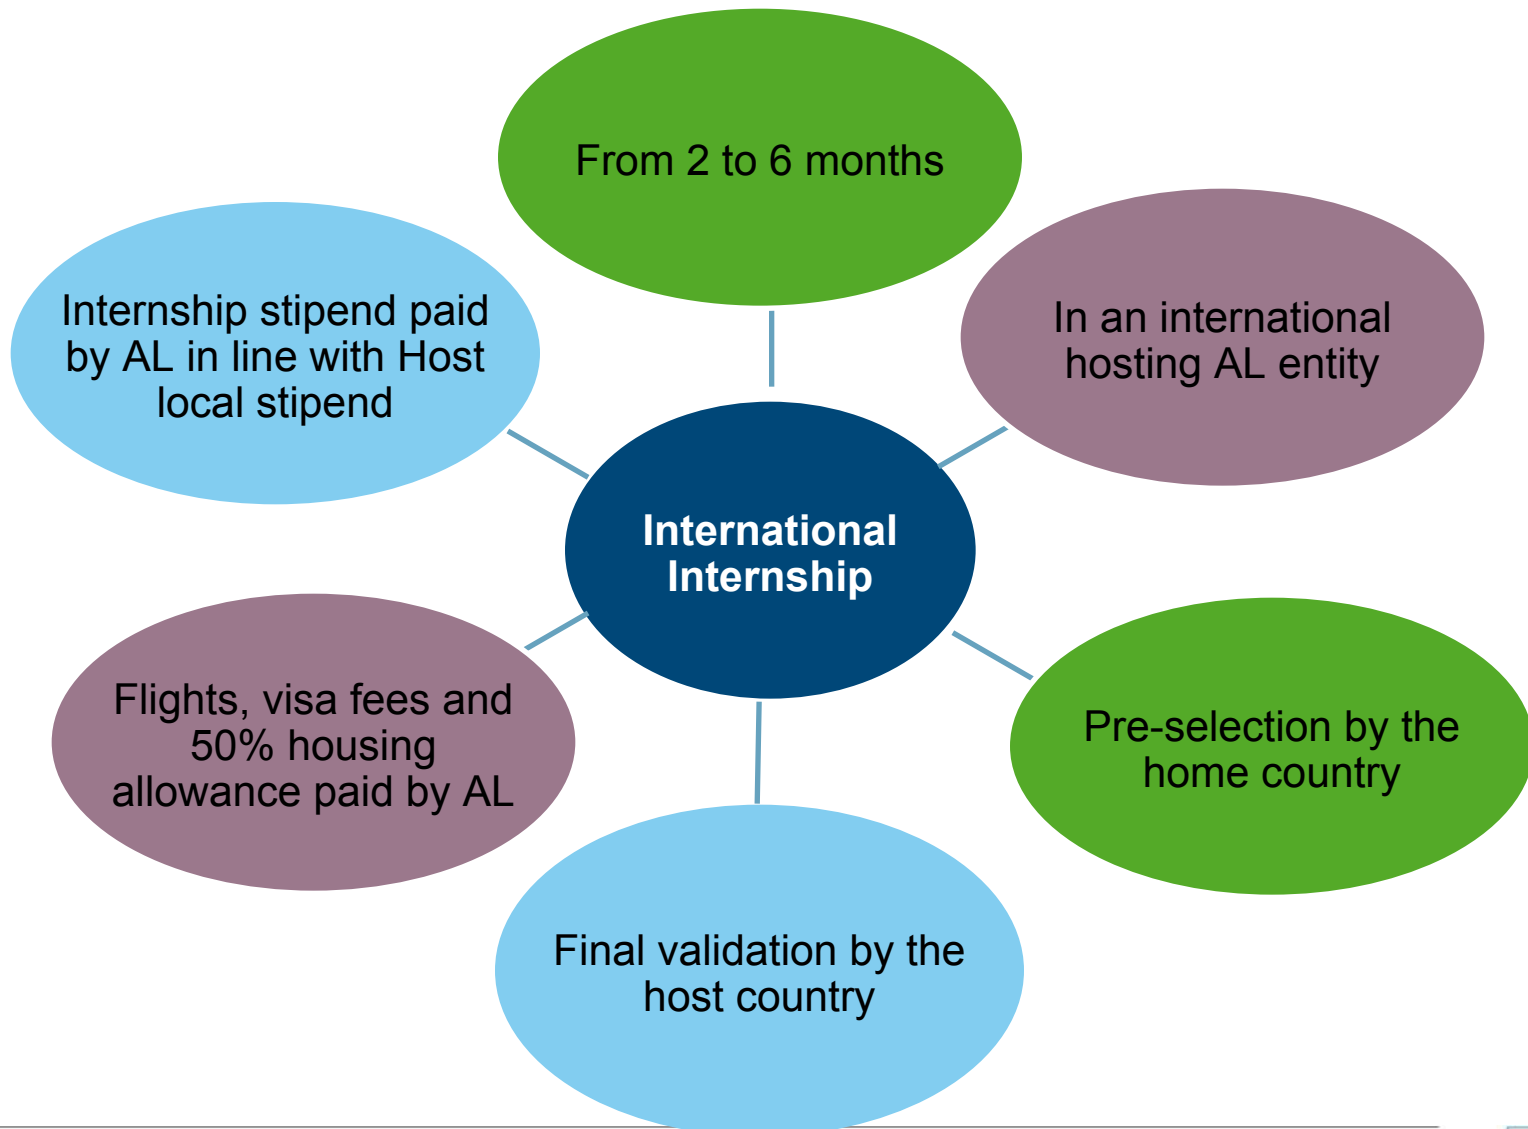 From 2 to 6 months
In an international
hosting AL entity
Pre-selection by the
home country
Final validation by the
host country
Flights, visa fees and
50% housing
allowance paid by AL
Internship stipend paid
by AL in line with Host
local stipend
International
Internship